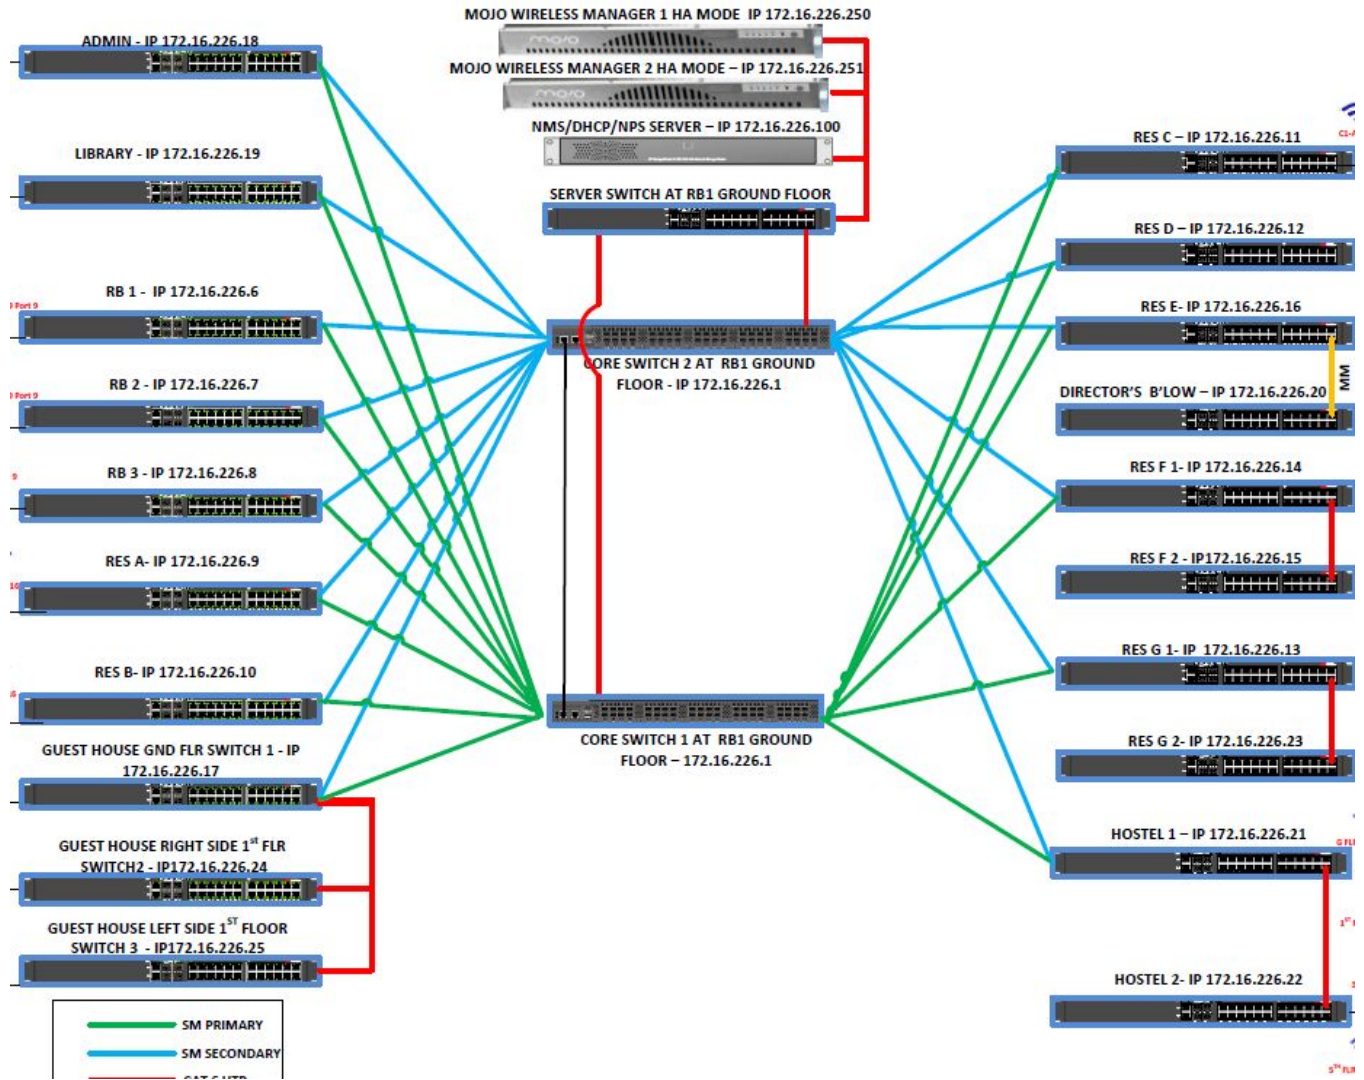 MOJO WIRELESS MANAGER 1 HA MODE IP 172.16.226.250
mojo
MOJO WIRELESS MANAGER 2 HA MODE – IP 172.16.226.251
mojo
NMS/DHCP/NPS SERVER – IP 172.16.226.100
SERVER SWITCH AT RB1 GROUND FLOOR
CORE SWITCH 2 AT RB1 GROUND
FLOOR - IP 172.16.226.1
CORE SWITCH 1 AT RB1 GROUND
FLOOR – 172.16.226.1
ADMIN - IP 172.16.226.18
LIBRARY - IP 172.16.226.19
RB 1 - IP 172.16.226.6
Port 9
RB 2 - IP 172.16.226.7
Port 9
RB 3 - IP 172.16.226.8
9
RES A- IP 172.16.226.9
RES B- IP 172.16.226.10
GUEST HOUSE GND FLR SWITCH 1 - IP
172.16.226.17
GUEST HOUSE RIGHT SIDE 1st FLR
SWITCH2 - IP172.16.226.24
GUEST HOUSE LEFT SIDE 1ST FLOOR
SWITCH 3 - IP172.16.226.25
SM PRIMARY
SM SECONDARY
RES C – IP 172.16.226.11
RES D – IP 172.16.226.12
RES E- IP 172.16.226.16
MM
DIRECTOR'S B'LOW – IP 172.16.226.20
RES F 1- IP 172.16.226.14
RES F 2 - IP172.16.226.15
RES G 1- IP 172.16.226.13
RES G 2- IP 172.16.226.23
HOSTEL 1 – IP 172.16.226.21
HOSTEL 2- IP 172.16.226.22